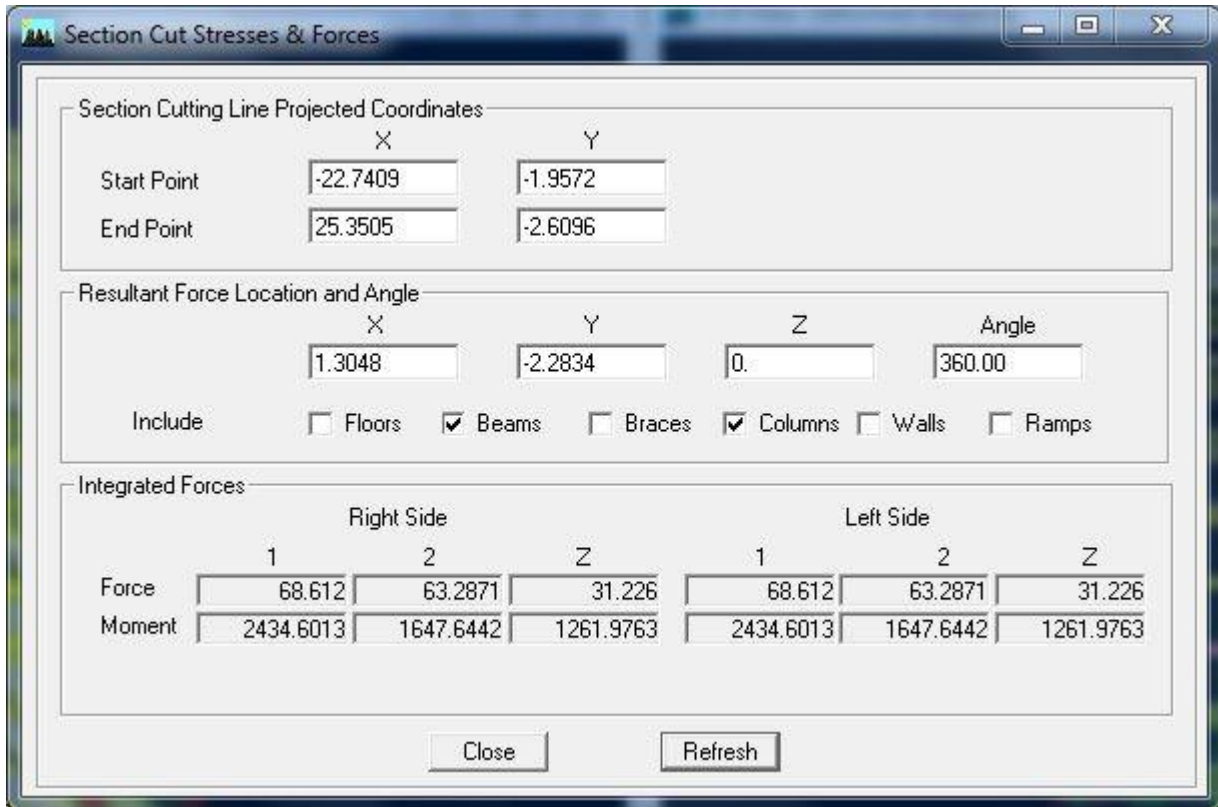 Section Cut Stresses & Forces
Section Cutting Line Projected Coordinates
X Y
Start Point -22.7409 -1.9572
End Point 25.3505 -2.6096
Resultant Force Location and Angle
X Y Z Angle
1.3048 -2.2834 0. 360.00
Include Floors Beams Braces Columns Walls Ramps
Integrated Forces
Right Side Left Side
1 2 Z 1 2 Z
Force 68.612 63.2871 31.226 68.612 63.2871 31.226
Moment 2434.6013 1647.6442 1261.9763 2434.6013 1647.6442 1261.9763
Close Refresh